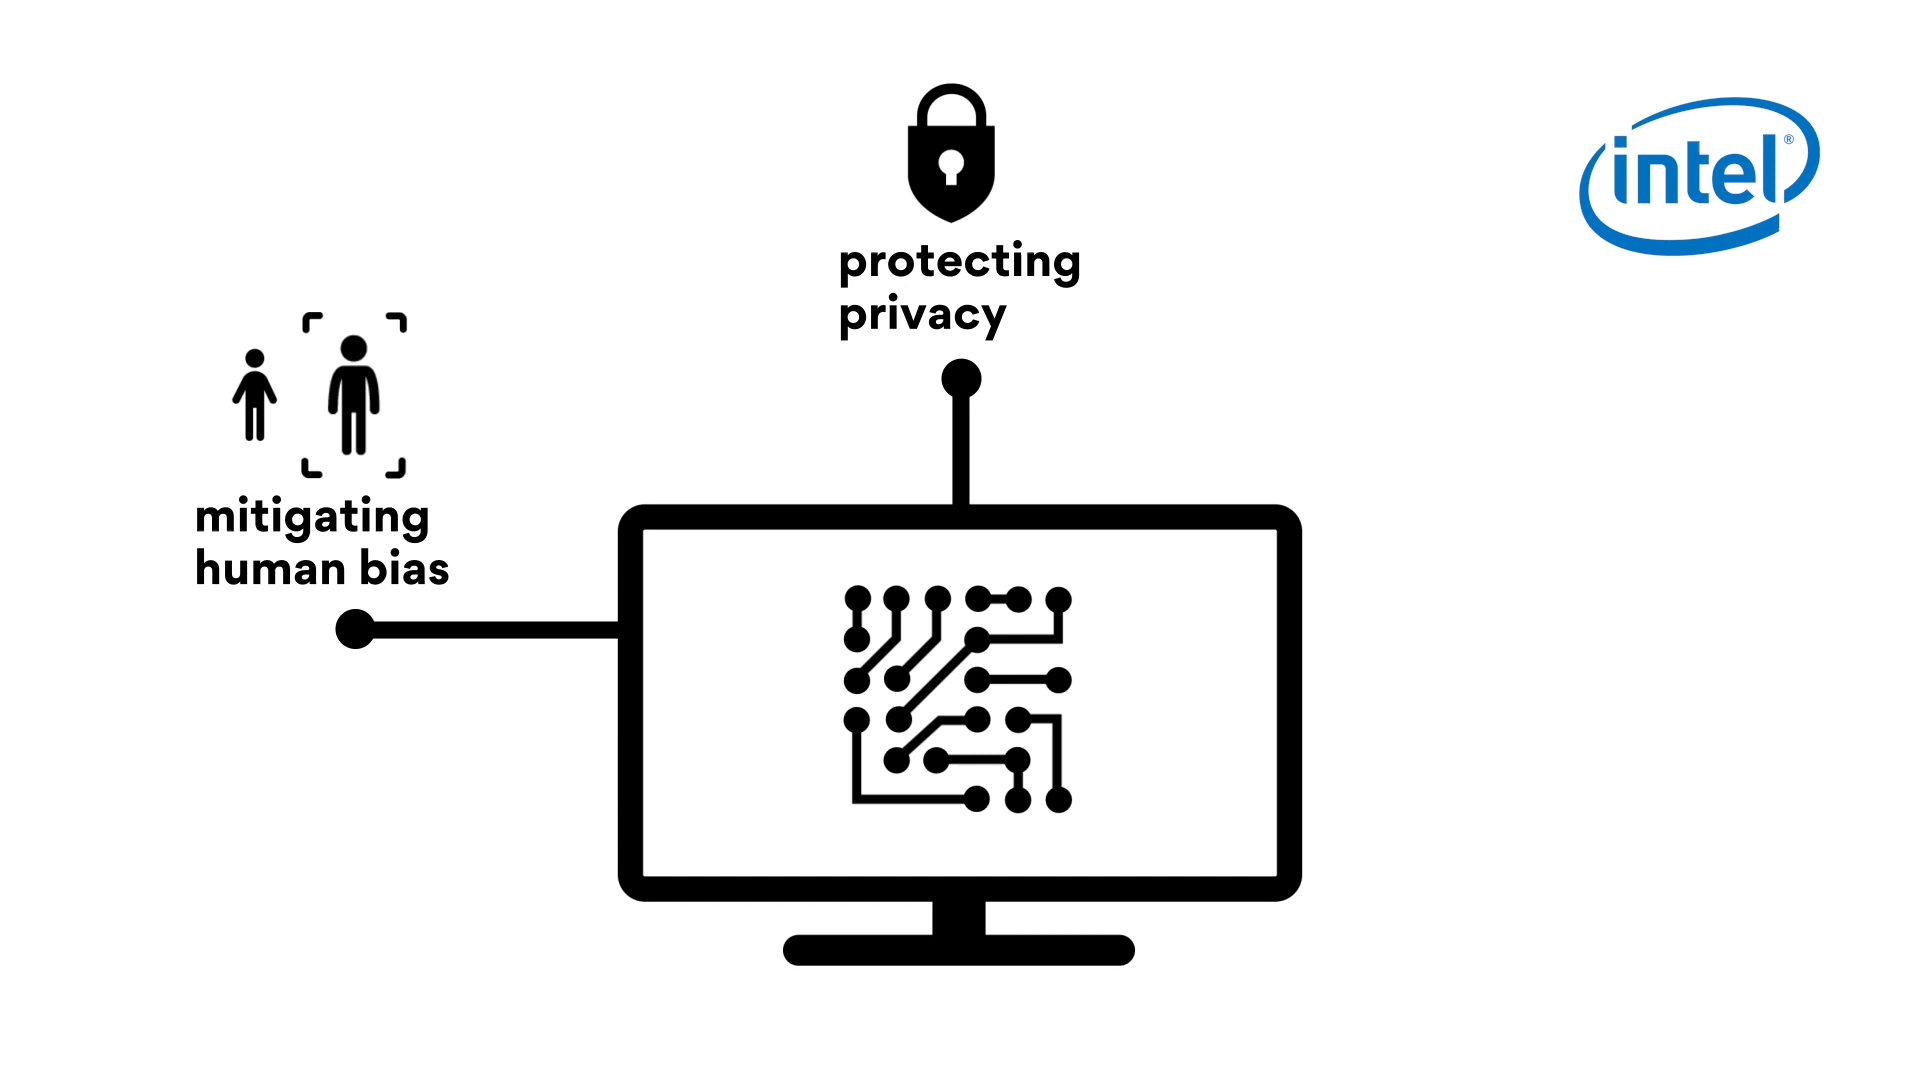 protecting
privacy
intel®
mitigating
human bias